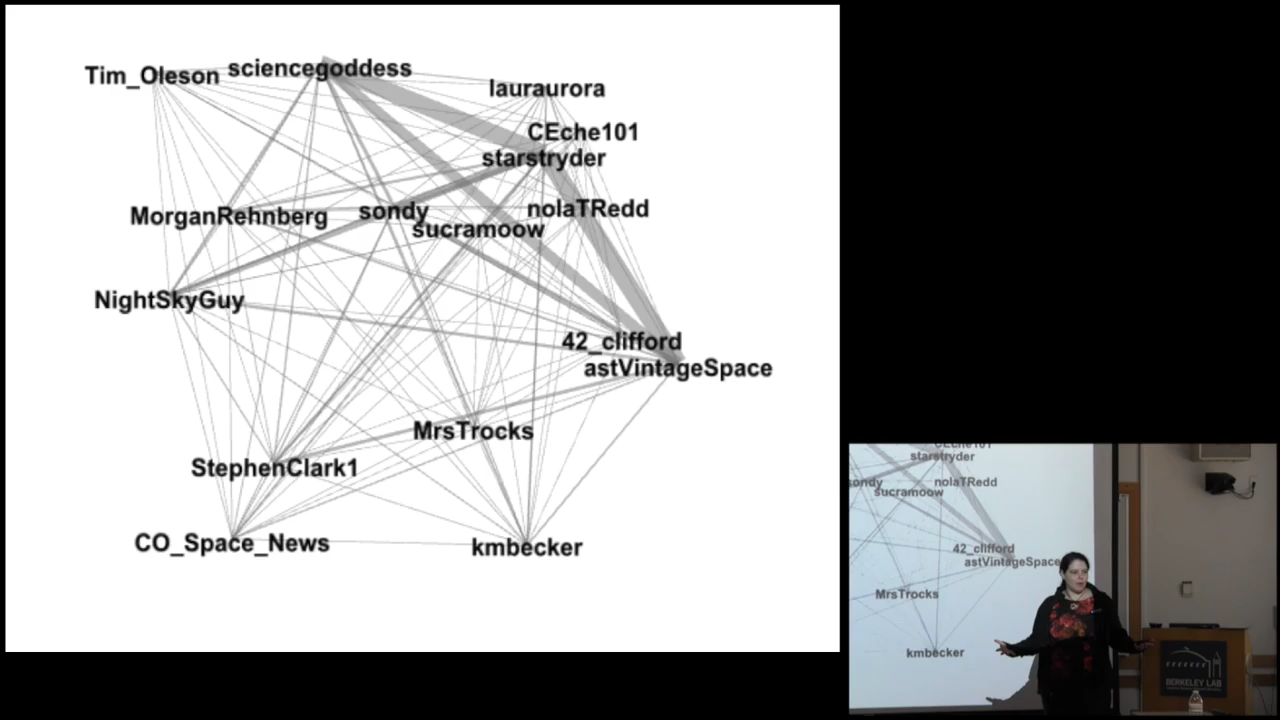 Tim_Oleson
sciencegoddess
lauraurora
CEche101
starstryder
MorganRehnberg
sondy
nolaTRedd
sucramoow
NightSkyGuy
42_clifford
astVintageSpace
MrsTrocks
StephenClark1
CO_Space_News
kmbecker
CEche101
starstryder
sondy
nolaTRedd
sucramoow
42_clifford
astVintageSpace
MrsTrocks
kmbecker
BERKELEY LAB